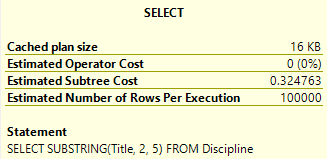 SELECT
Cached plan size 16 KB
Estimated Operator Cost 0 (0%)
Estimated Subtree Cost 0.324763
Estimated Number of Rows Per Execution 100000
Statement
SELECT SUBSTRING(Title, 2, 5) FROM Discipline